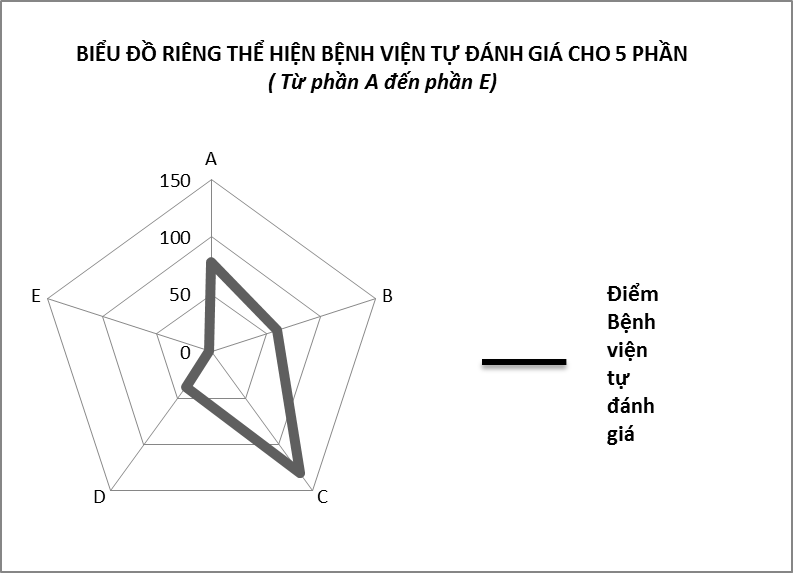 BIỂU ĐỒ RIÊNG THỂ HIỆN BỆNH VIỆN TỰ ĐÁNH GIÁ CHO 5 PHẦN
( Từ phần A đến phần E)
A
150
100
50
0
E
B
D
C
Điểm
Bệnh
viện
tự
đánh
giá